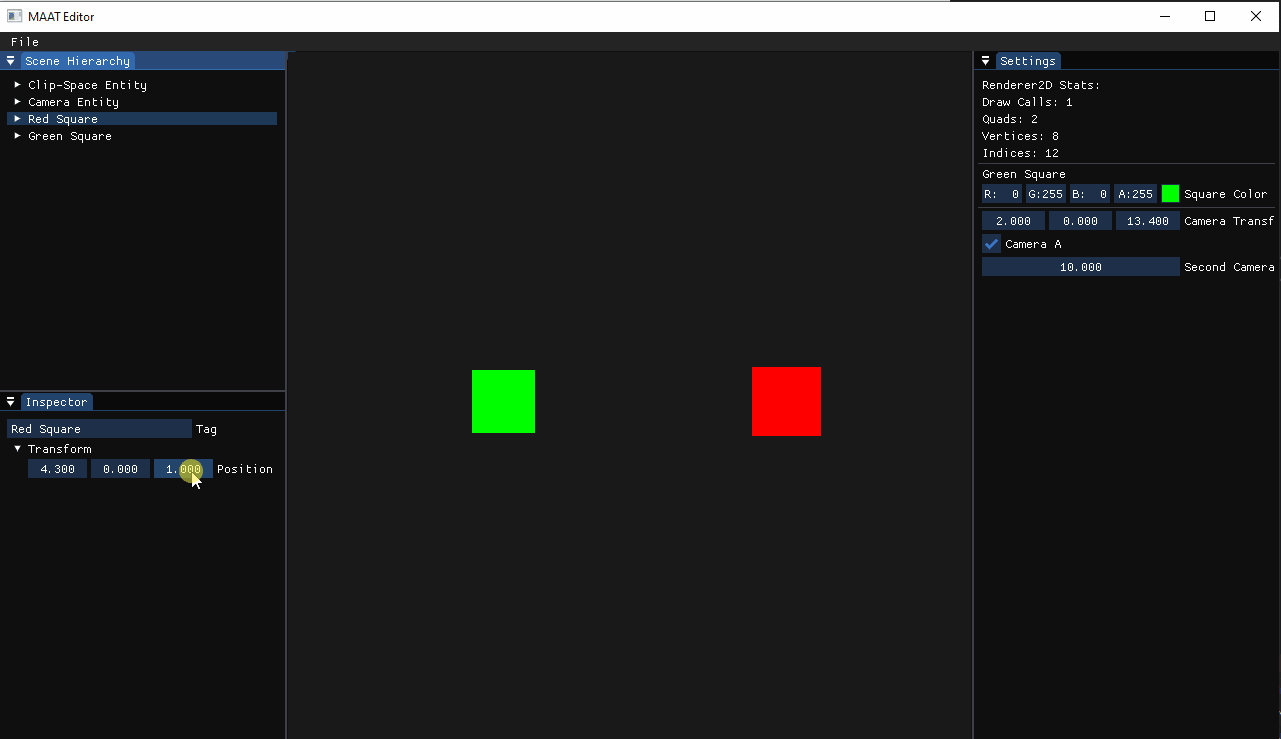 MAAT Editor
File
Scene Hierarchy
Clip-Space Entity
Camera Entity
Red Square
Green Square
Inspector
Red Square Tag
Transform
4.300 0.000 1.000 Position
Settings
Renderer2D Stats:
Draw Calls: 1
Quads: 2
Vertices: 8
Indices: 12
Green Square
R: 0 G:255 B: 0 A:255 Square Color
2.000 0.000 13.400 Camera Transf
Camera A
10.000 Second Camera